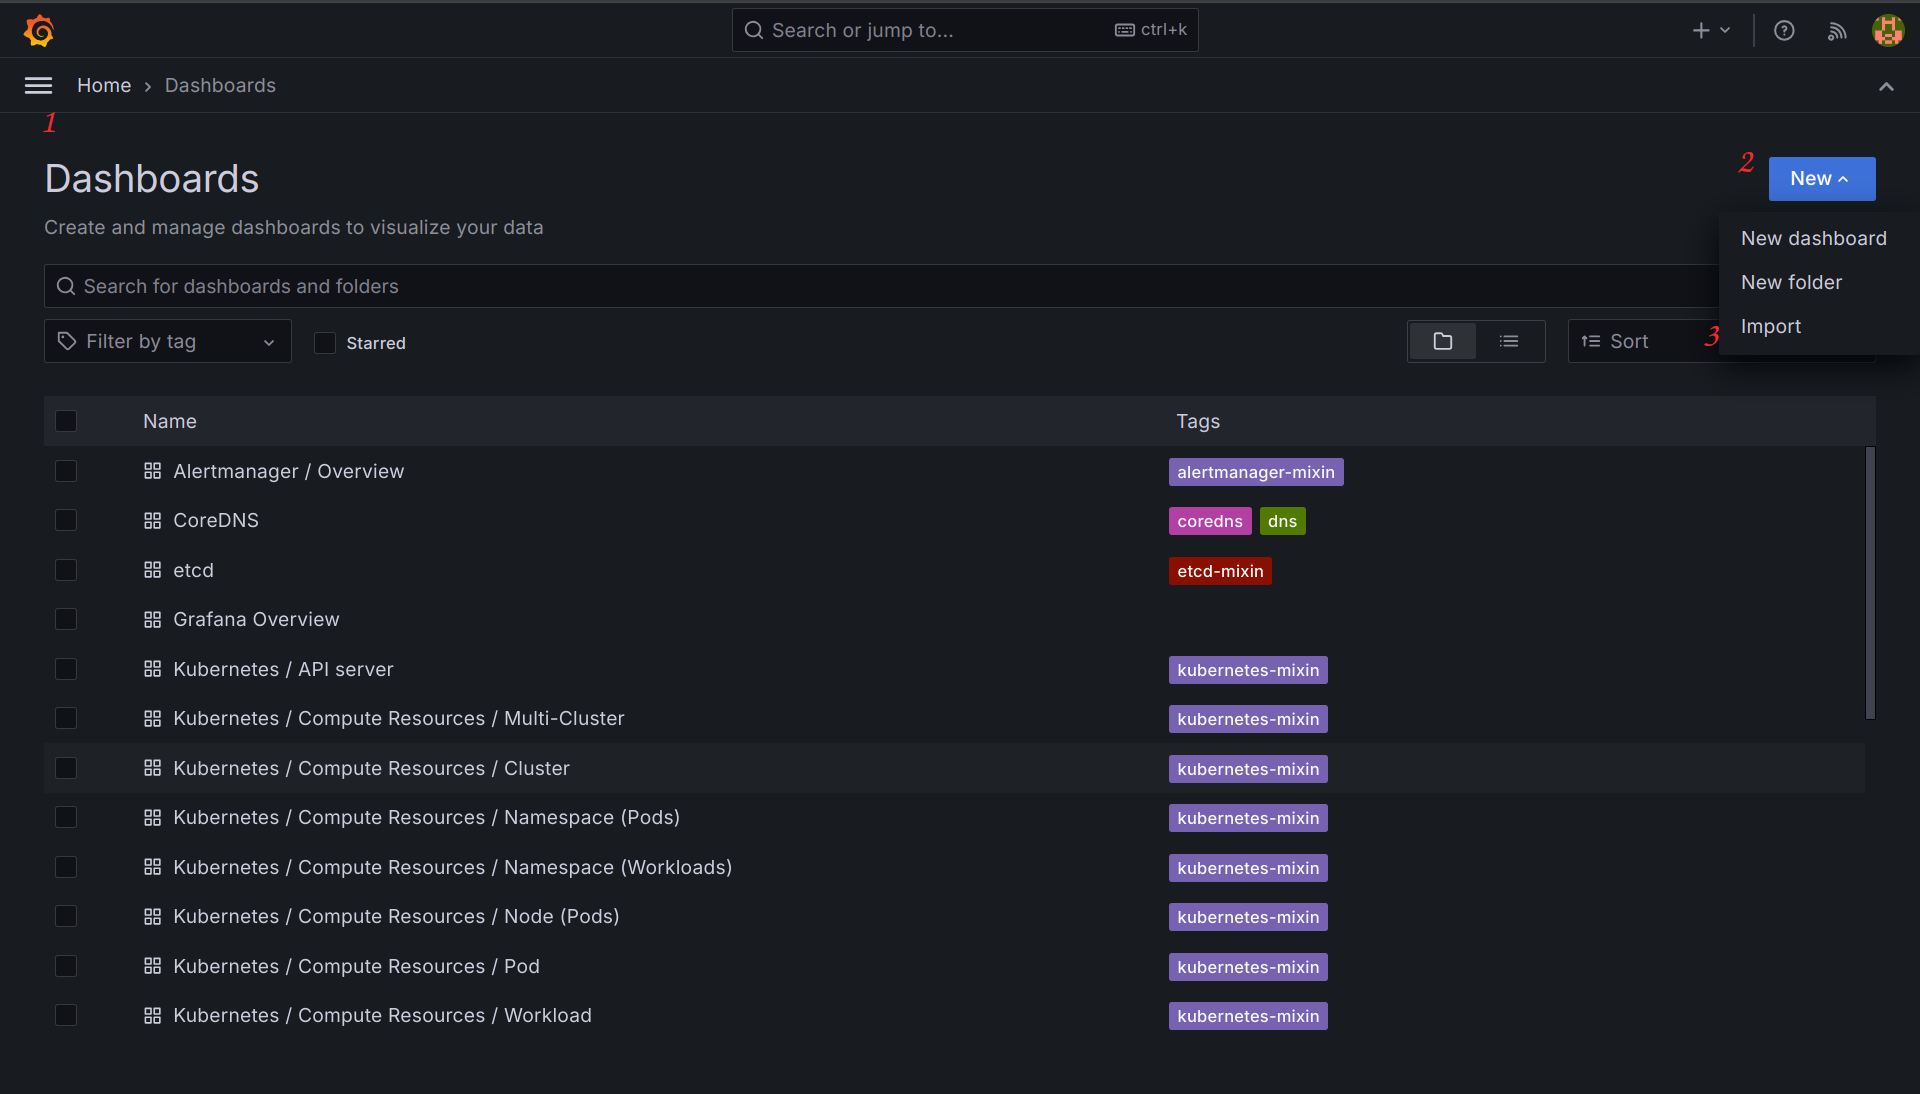 Search or jump to... ctrl+k
Home › Dashboards
1
Dashboards
2
New
Create and manage dashboards to visualize your data
New dashboard
New folder
Import
Search for dashboards and folders
Filter by tag
Starred
Sort
3
Name Tags
Alertmanager / Overview alertmanager-mixin
CoreDNS coredns dns
etcd etcd-mixin
Grafana Overview
Kubernetes / API server kubernetes-mixin
Kubernetes / Compute Resources / Multi-Cluster kubernetes-mixin
Kubernetes / Compute Resources / Cluster kubernetes-mixin
Kubernetes / Compute Resources / Namespace (Pods) kubernetes-mixin
Kubernetes / Compute Resources / Namespace (Workloads) kubernetes-mixin
Kubernetes / Compute Resources / Node (Pods) kubernetes-mixin
Kubernetes / Compute Resources / Pod kubernetes-mixin
Kubernetes / Compute Resources / Workload kubernetes-mixin